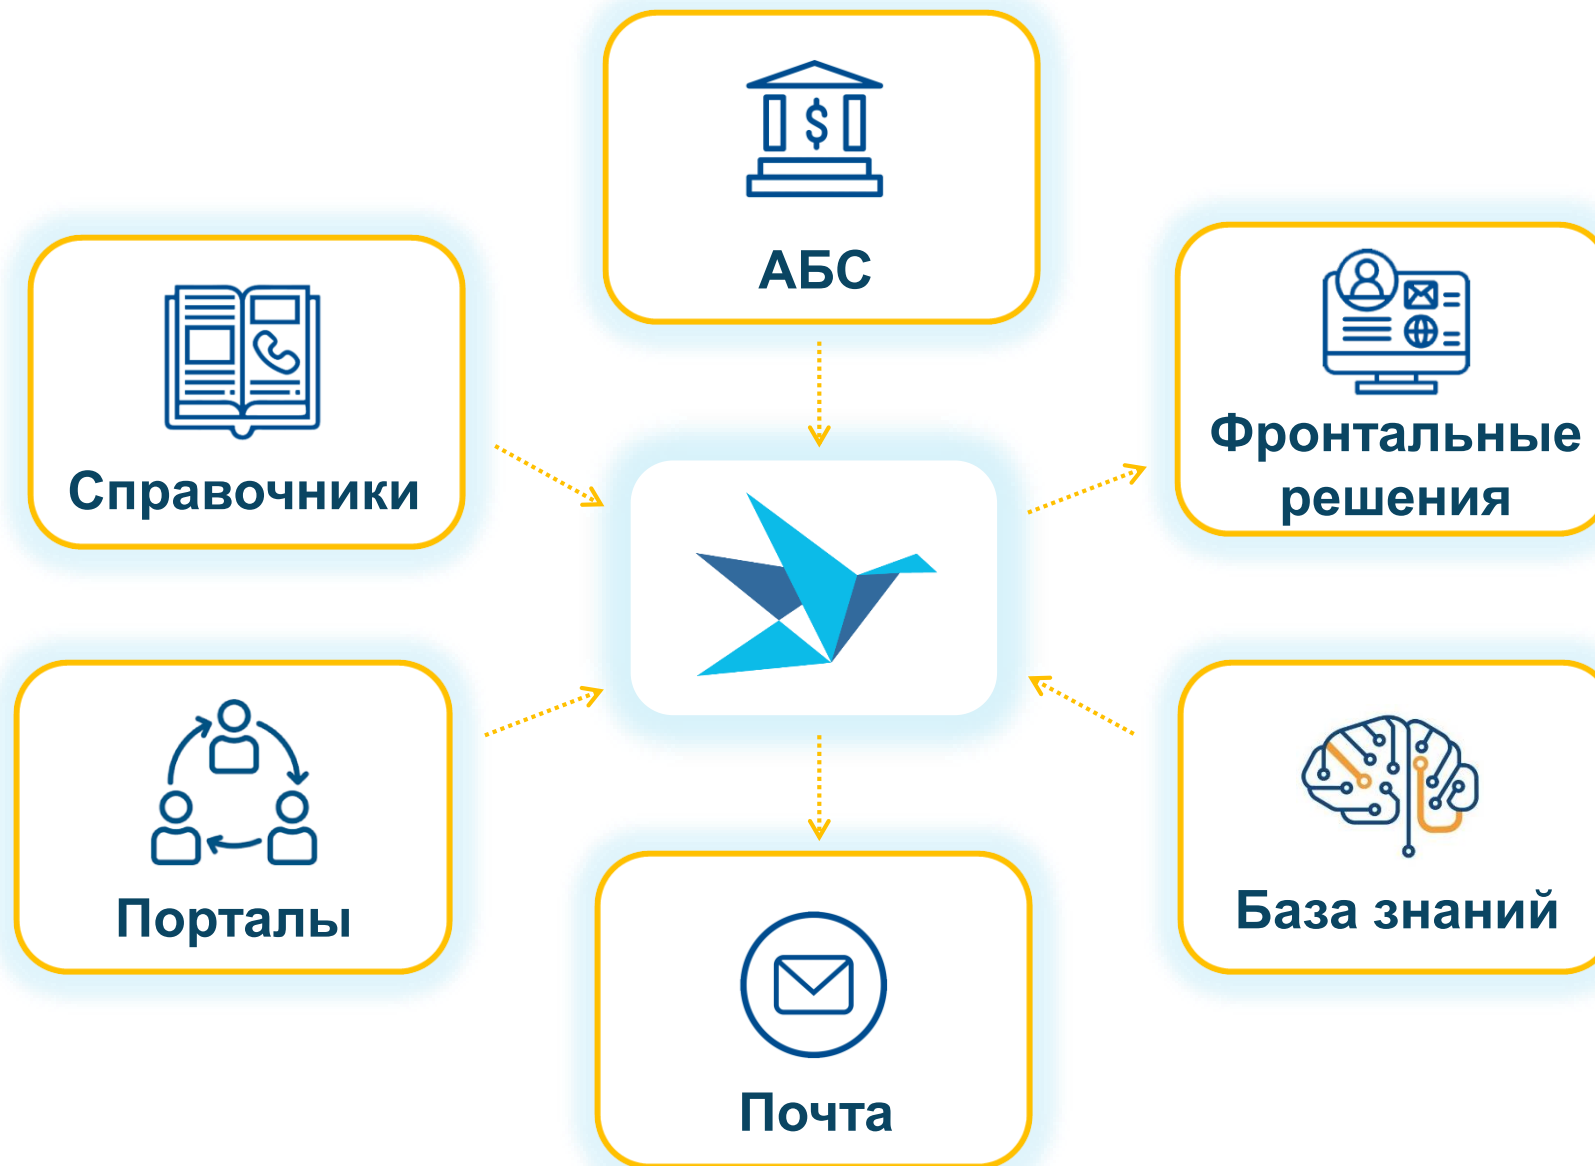 АБС
Справочники
Фронтальные
решения
Порталы
База знаний
Почта